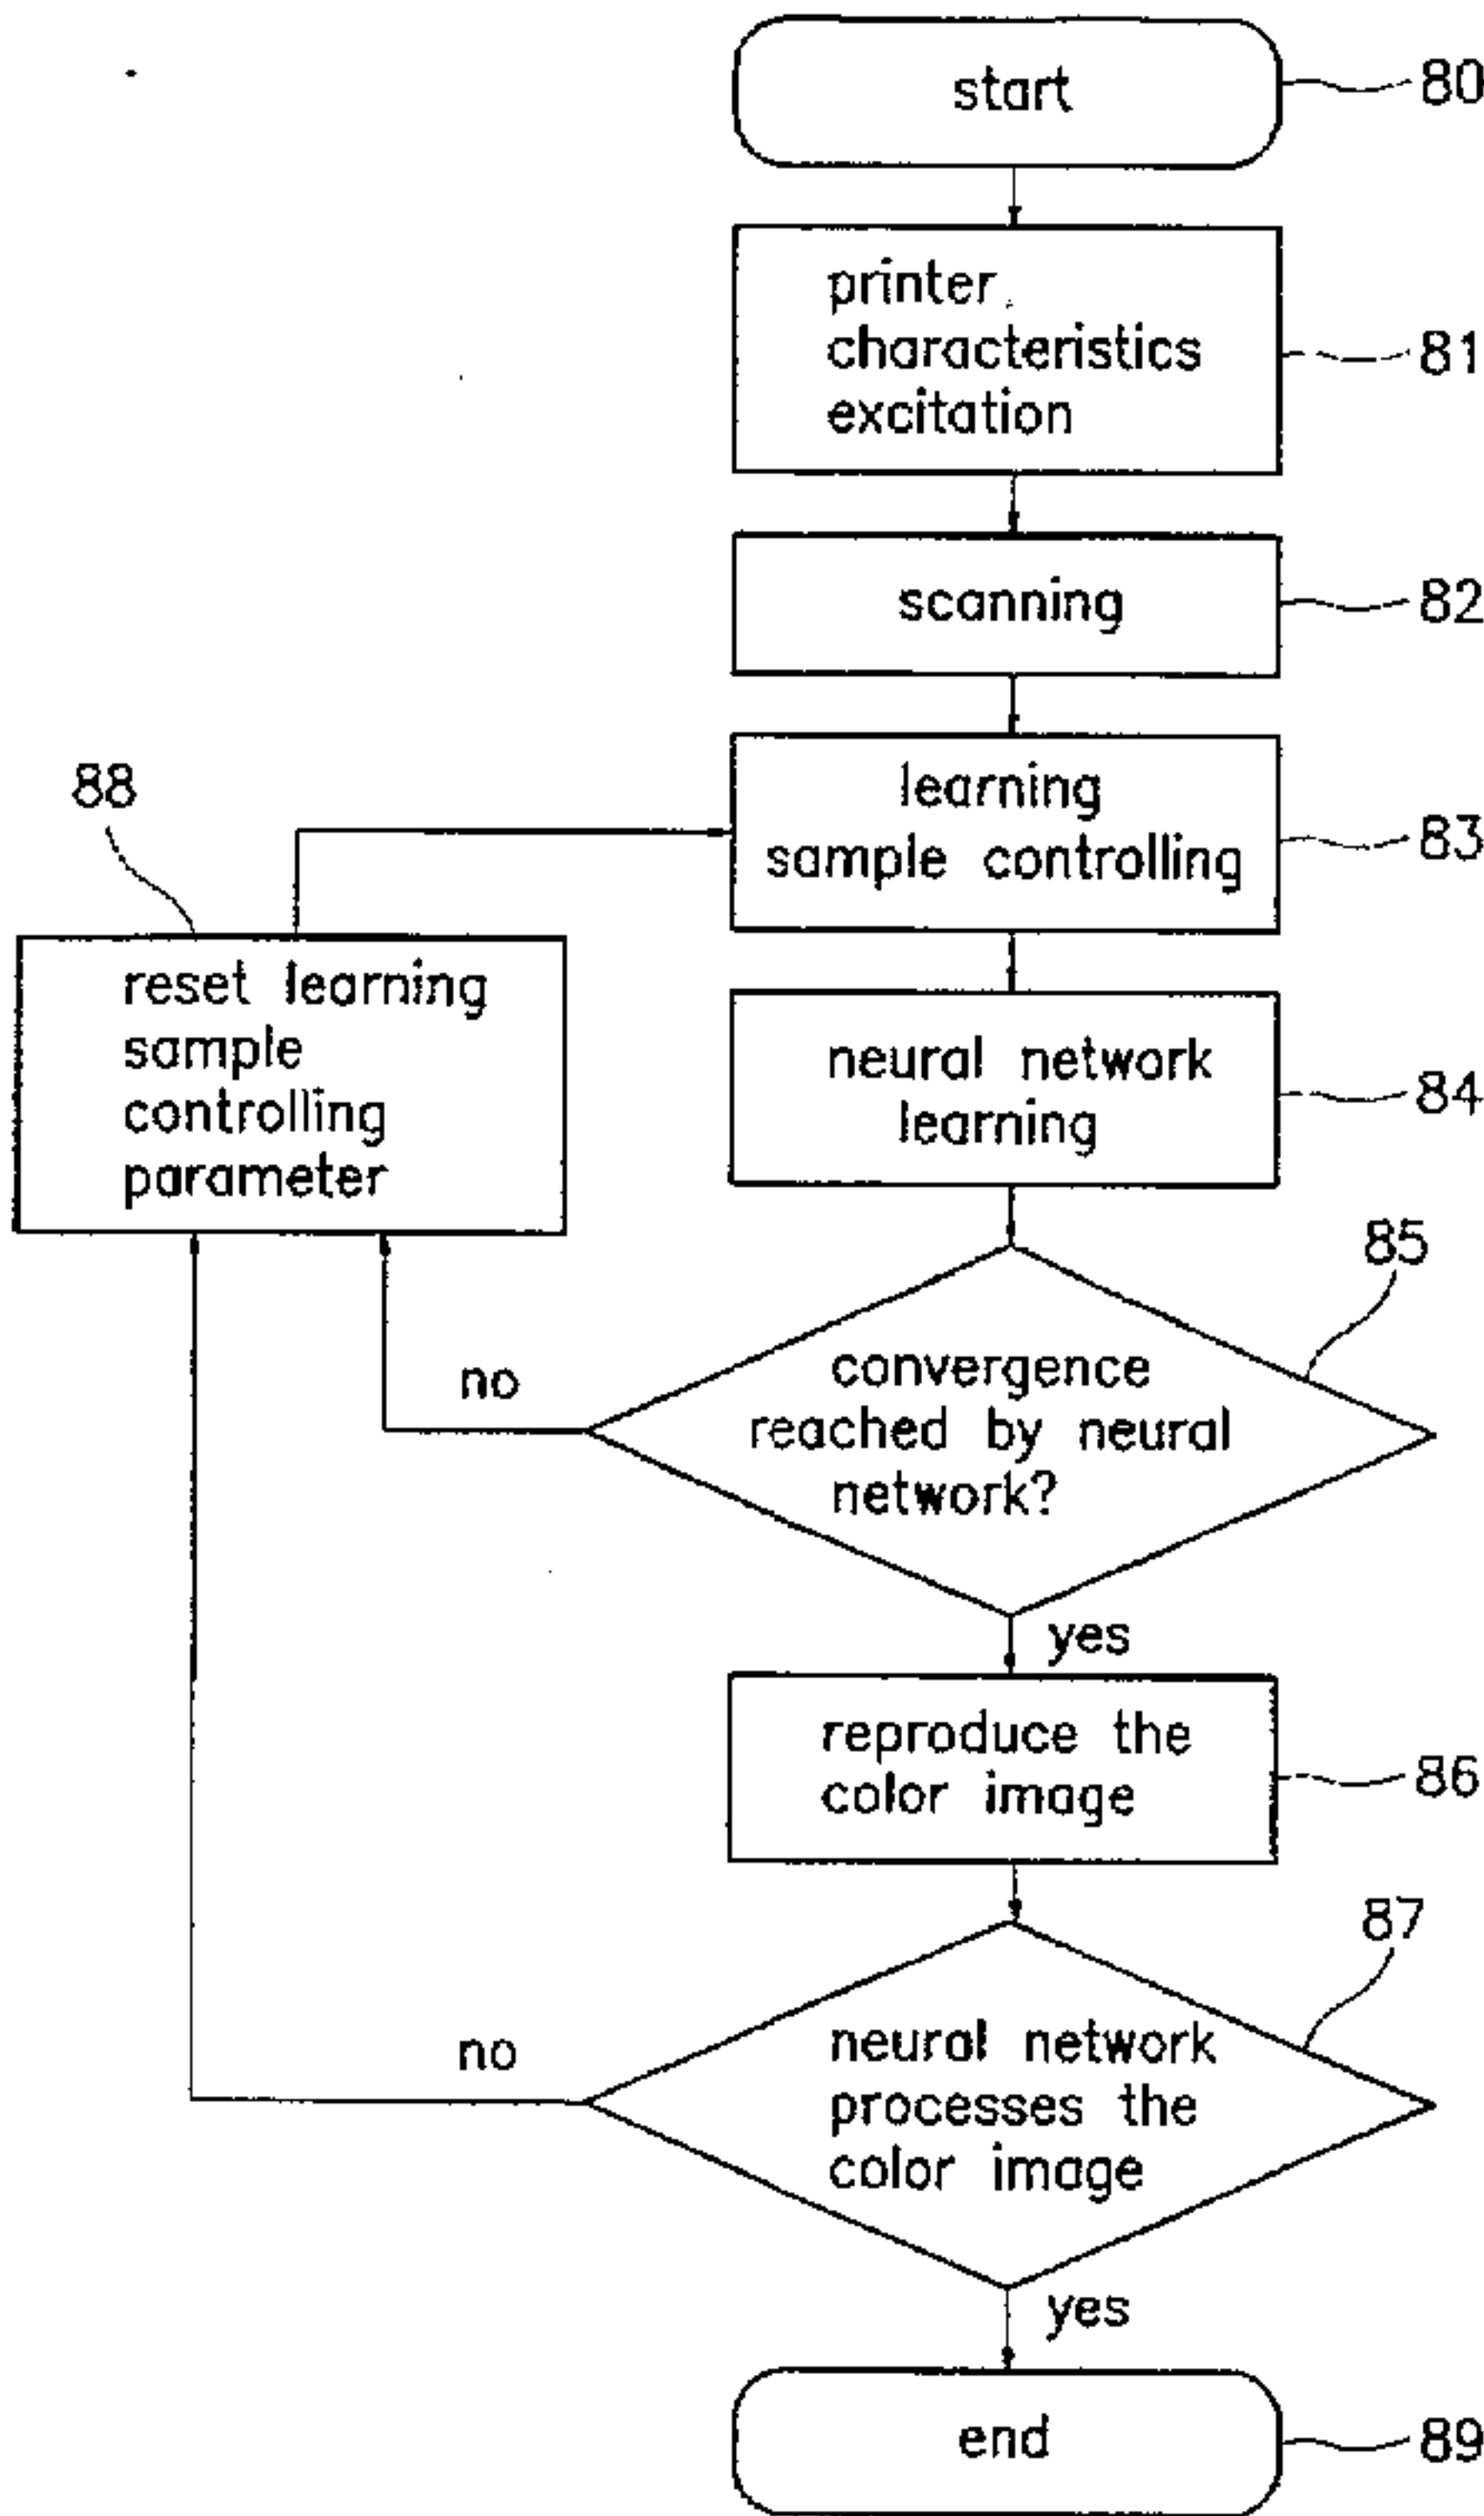 start
80
printer
characteristics
excitation
81
scanning
82
learning
sample controlling
83
88
reset learning
sample
controlling
parameter
neural network
learning
84
85
convergence
reached by neural
network?
no
yes
reproduce the
color image
86
87
neural network
processes the
color image
no
yes
end
89